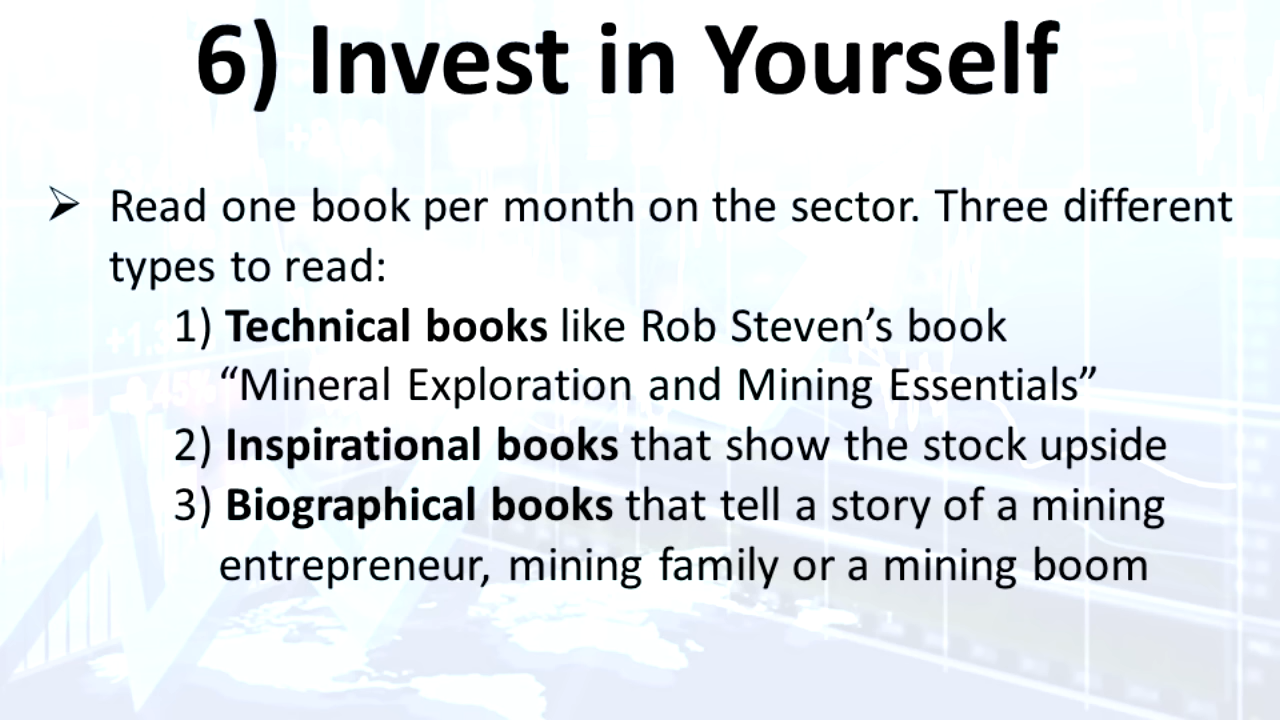 6) Invest in Yourself
➢ Read one book per month on the sector. Three different
types to read:
1) Technical books like Rob Steven’s book
“Mineral Exploration and Mining Essentials”
2) Inspirational books that show the stock upside
3) Biographical books that tell a story of a mining
entrepreneur, mining family or a mining boom